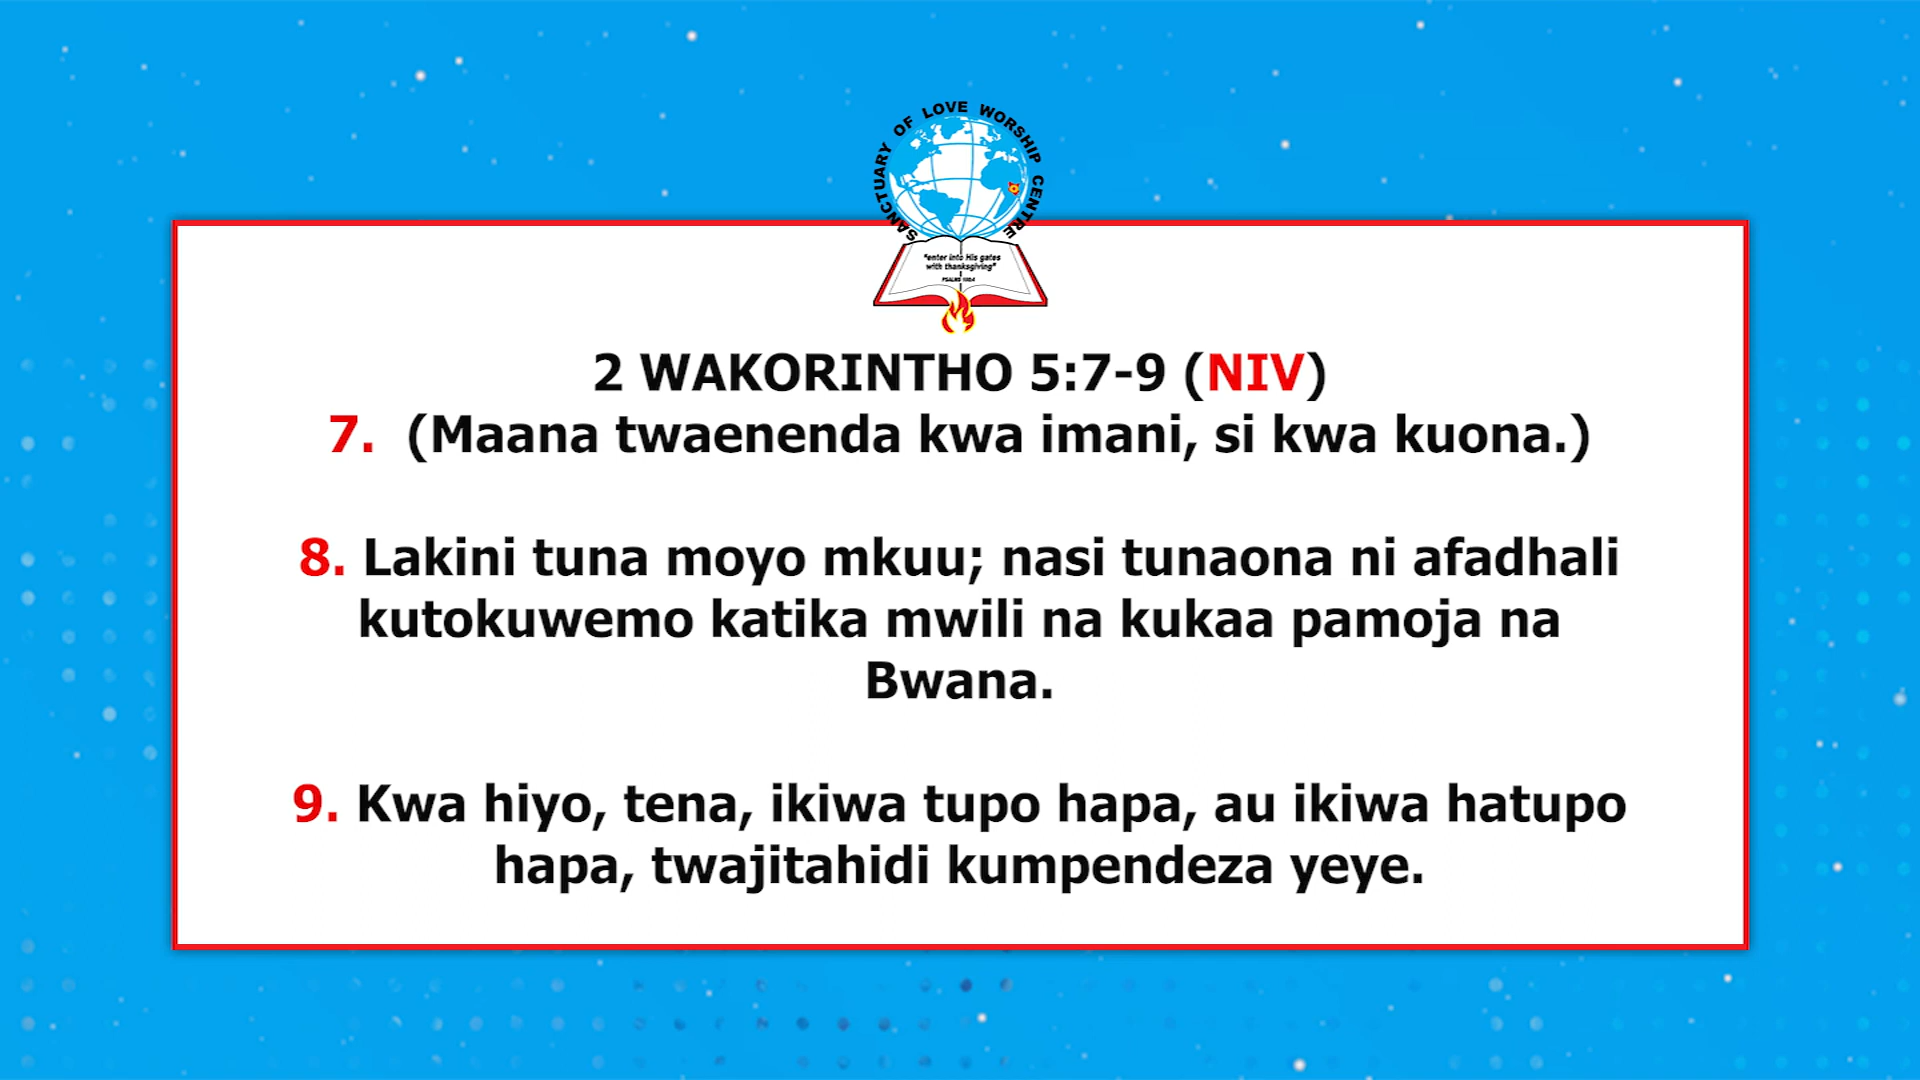 SANCTUARY OF LOVE WORSHIP CENTRE
"enter into His gates
with thanksgiving"
2 WAKORINTHO 5:7-9 (NIV)
7. (Maana twaenenda kwa imani, si kwa kuona.)
8. Lakini tuna moyo mkuu; nasi tunaona ni afadhali
kutokuwemo katika mwili na kukaa pamoja na
Bwana.
9. Kwa hiyo, tena, ikiwa tupo hapa, au ikiwa hatupo
hapa, twajitahidi kumpendeza yeye.